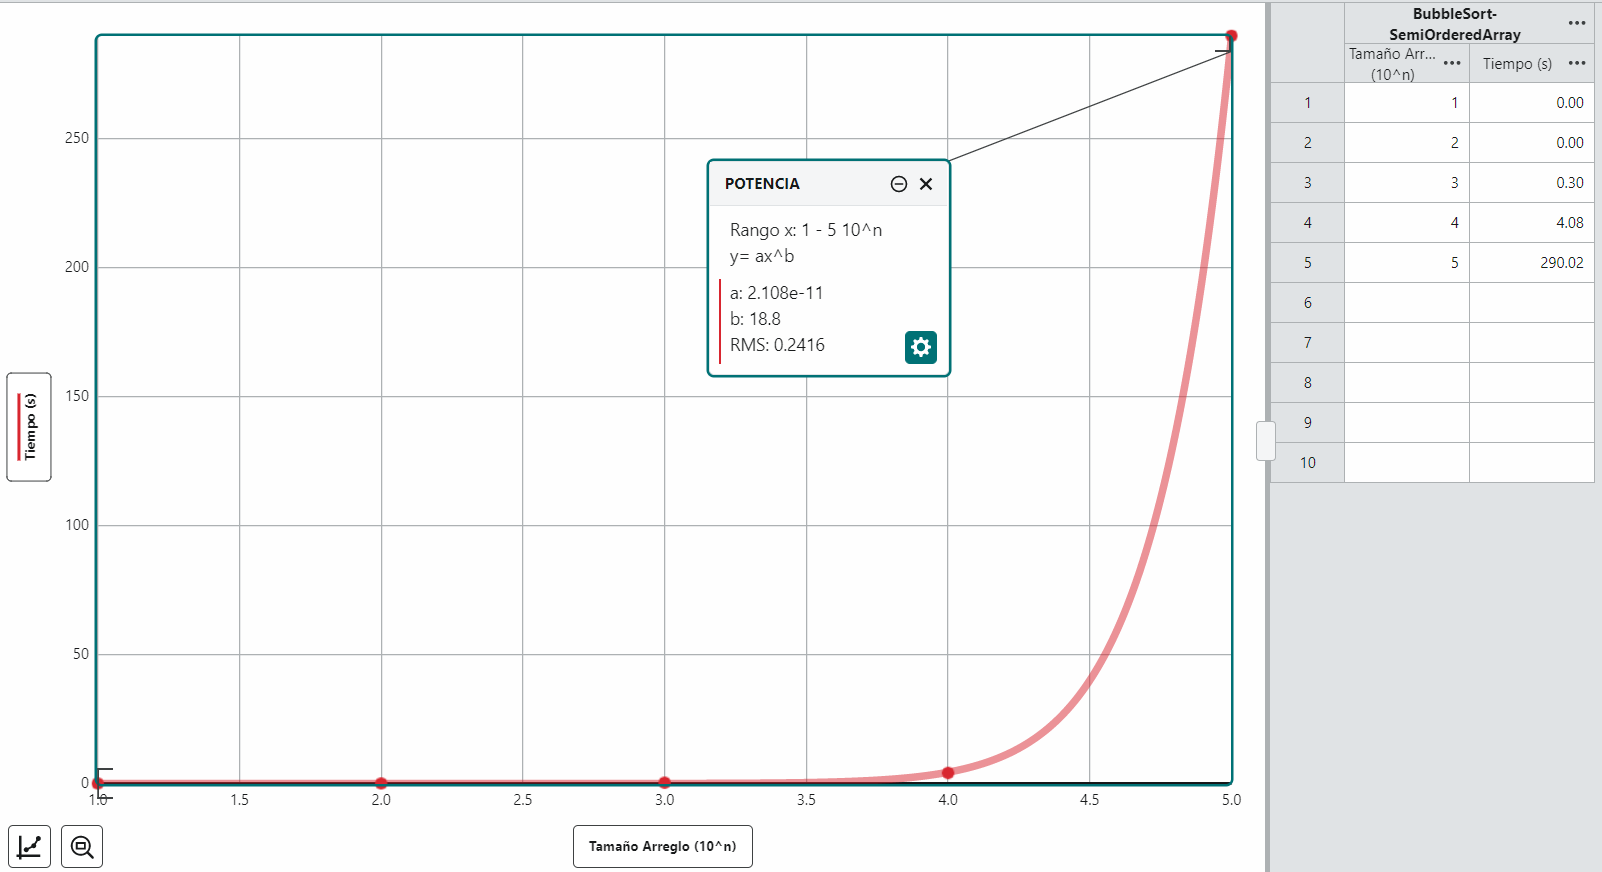 250
200
150
100
50
0
Tiempo (s)
1.0
1.5
2.0
2.5
3.0
3.5
4.0
4.5
5.0
Tamaño Arreglo (10^n)
POTENCIA
Rango x: 1 - 5 10^n
y= ax^b
a: 2.108e-11
b: 18.8
RMS: 0.2416
BubbleSort-
SemiOrderedArray
Tamaño Arr... (10^n)
Tiempo (s)
1 1 0.00
2 2 0.00
3 3 0.30
4 4 4.08
5 5 290.02
6
7
8
9
10